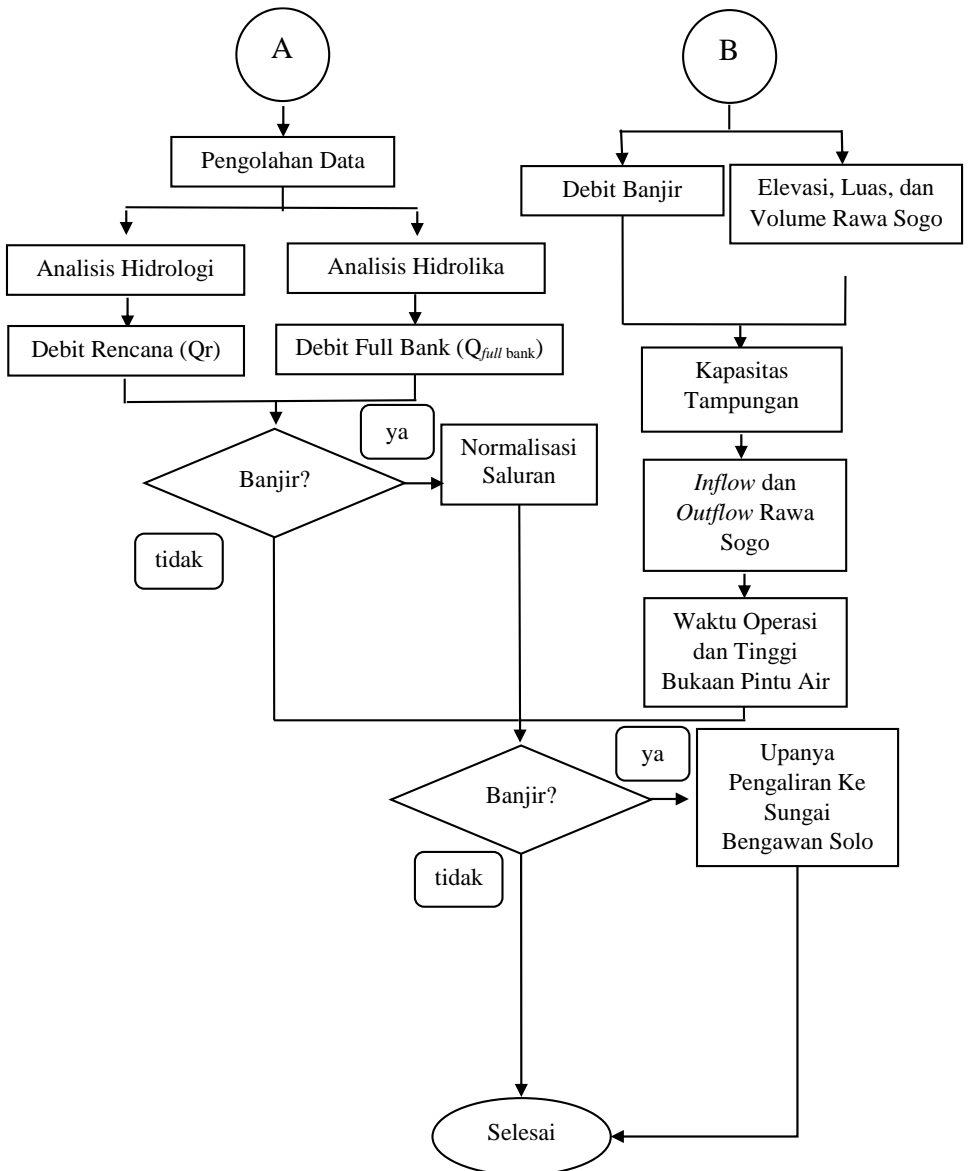 A
B
Pengolahan Data
Debit Banjir
Elevasi, Luas, dan
Volume Rawa Sogo
Analisis Hidrologi
Analisis Hidrolika
Debit Rencana (Qr)
Debit Full Bank (Qfull bank)
Kapasitas
Tampungan
ya
Normalisasi
Saluran
Banjir?
tidak
Inflow dan
Outflow Rawa
Sogo
Waktu Operasi
dan Tinggi
Bukaan Pintu Air
ya
Upanya
Pengaliran Ke
Sungai
Bengawan Solo
Banjir?
tidak
Selesai